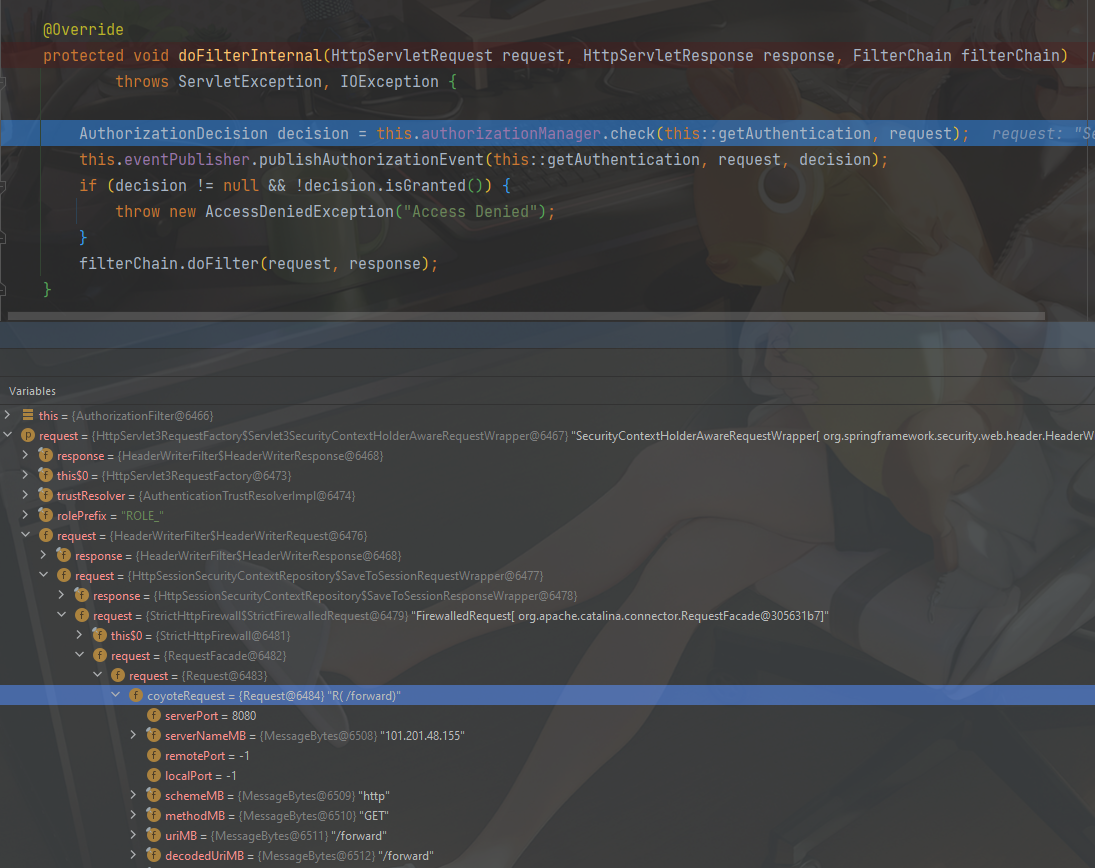 @Override
protected void doFilterInternal(HttpServletRequest request, HttpServletResponse response, FilterChain filterChain)
throws ServletException, IOException {
AuthorizationDecision decision = this.authorizationManager.check(this::getAuthentication, request); request: "Se
this.eventPublisher.publishAuthorizationEvent(this::getAuthentication, request, decision);
if (decision != null && !decision.isGranted()) {
throw new AccessDeniedException("Access Denied");
}
filterChain.doFilter(request, response);
}
Variables
this = {AuthorizationFilter@6466}
request = {HttpServlet3RequestFactory$Servlet3SecurityContextHolderAwareRequestWrapper@6467} "SecurityContextHolderAwareRequestWrapper[ org.springframework.security.web.header.HeaderW
response = {HeaderWriterFilter$HeaderWriterResponse@6468}
this$0 = {HttpServlet3RequestFactory@6473}
trustResolver = {AuthenticationTrustResolverImpl@6474}
rolePrefix = "ROLE_"
request = {HeaderWriterFilter$HeaderWriterRequest@6476}
response = {HeaderWriterFilter$HeaderWriterResponse@6468}
request = {HttpSessionSecurityContextRepository$SaveToSessionRequestWrapper@6477}
response = {HttpSessionSecurityContextRepository$SaveToSessionResponseWrapper@6478}
request = {StrictHttpFirewall$StrictFirewalledRequest@6479} "FirewalledRequest[ org.apache.catalina.connector.RequestFacade@305631b7]"
this$0 = {StrictHttpFirewall@6481}
request = {RequestFacade@6482}
request = {Request@6483}
coyoteRequest = {Request@6484} "R( /forward)"
serverPort = 8080
serverNameMB = {MessageBytes@6508} "101.201.48.155"
remotePort = -1
localPort = -1
schemeMB = {MessageBytes@6509} "http"
methodMB = {MessageBytes@6510} "GET"
uriMB = {MessageBytes@6511} "/forward"
decodedUriMB = {MessageBytes@6512} "/forward"